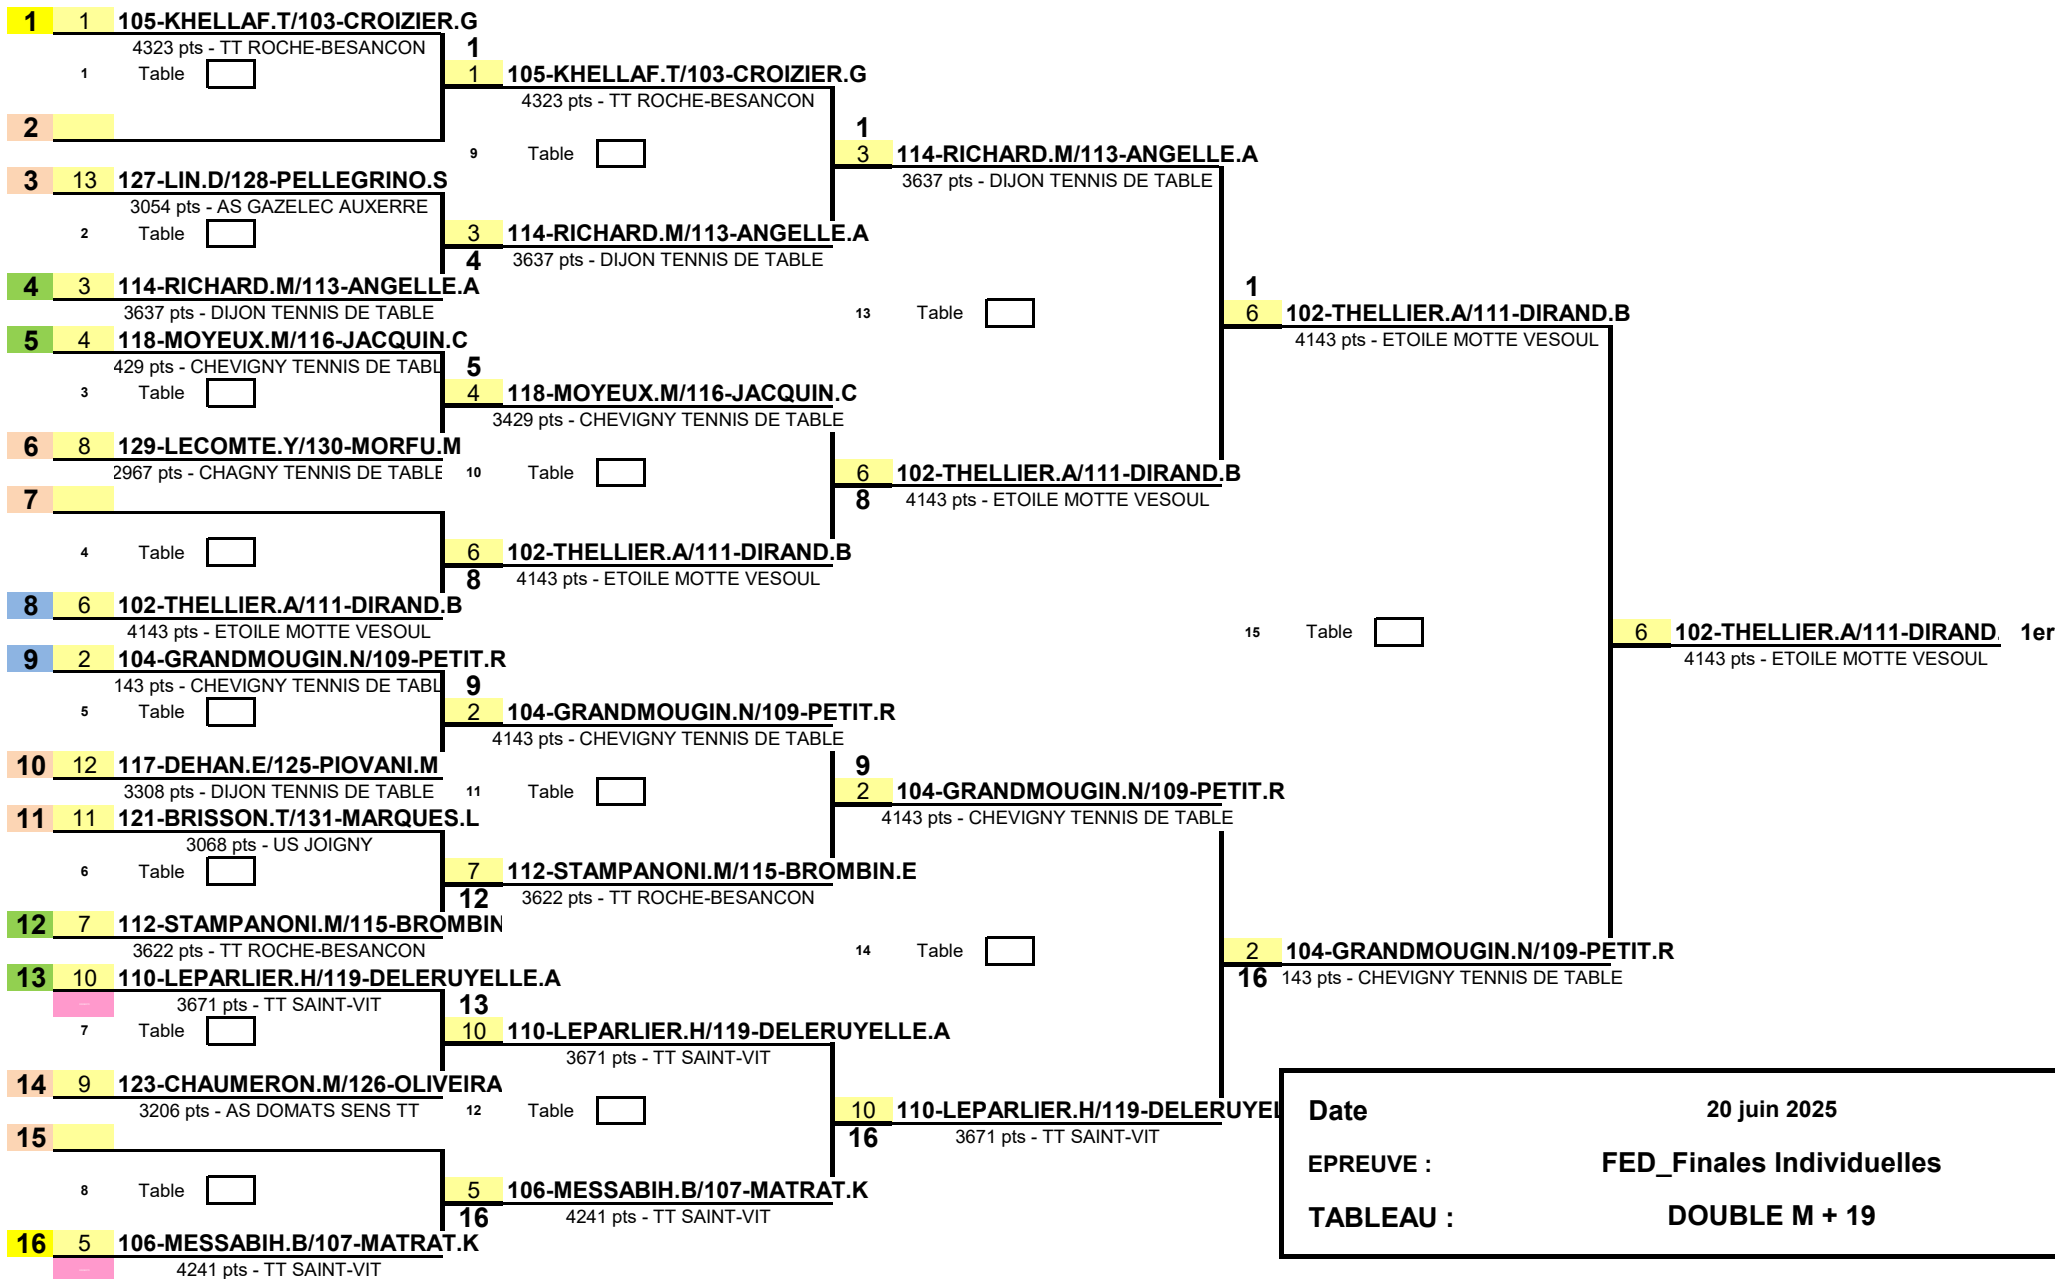 1 1 105-KHELLAF.T/103-CROIZIER.G
4323 pts - TT ROCHE-BESANCON 1
1 Table 1 105-KHELLAF.T/103-CROIZIER.G
4323 pts - TT ROCHE-BESANCON
2 1
9 Table 3 114-RICHARD.M/113-ANGELLE.A
3 13 127-LIN.D/128-PELLEGRINO.S 3637 pts - DIJON TENNIS DE TABLE
3054 pts - AS GAZELEC AUXERRE
2 Table 3 114-RICHARD.M/113-ANGELLE.A
4 3637 pts - DIJON TENNIS DE TABLE
4 3 114-RICHARD.M/113-ANGELLE.A 1
3637 pts - DIJON TENNIS DE TABLE 13 Table 6 102-THELLIER.A/111-DIRAND.B
5 4 118-MOYEUX.M/116-JACQUIN.C 4143 pts - ETOILE MOTTE VESOUL
429 pts - CHEVIGNY TENNIS DE TABL 5
3 Table 4 118-MOYEUX.M/116-JACQUIN.C
3429 pts - CHEVIGNY TENNIS DE TABLE
6 8 129-LECOMTE.Y/130-MORFU.M
2967 pts - CHAGNY TENNIS DE TABLE 10 Table 6 102-THELLIER.A/111-DIRAND.B
7 8 4143 pts - ETOILE MOTTE VESOUL
4 Table 6 102-THELLIER.A/111-DIRAND.B
8 4143 pts - ETOILE MOTTE VESOUL
8 6 102-THELLIER.A/111-DIRAND.B
4143 pts - ETOILE MOTTE VESOUL 15 Table 6 102-THELLIER.A/111-DIRAND. 1er
9 2 104-GRANDMOUGIN.N/109-PETIT.R 4143 pts - ETOILE MOTTE VESOUL
143 pts - CHEVIGNY TENNIS DE TABL 9
5 Table 2 104-GRANDMOUGIN.N/109-PETIT.R
4143 pts - CHEVIGNY TENNIS DE TABLE
10 12 117-DEHAN.E/125-PIOVANI.M 9
3308 pts - DIJON TENNIS DE TABLE 11 Table 2 104-GRANDMOUGIN.N/109-PETIT.R
11 11 121-BRISSON.T/131-MARQUES.L 4143 pts - CHEVIGNY TENNIS DE TABLE
3068 pts - US JOIGNY
6 Table 7 112-STAMPANONI.M/115-BROMBIN.E
12 3622 pts - TT ROCHE-BESANCON
12 7 112-STAMPANONI.M/115-BROMBIN
3622 pts - TT ROCHE-BESANCON 14 Table 2 104-GRANDMOUGIN.N/109-PETIT.R
13 10 110-LEPARLIER.H/119-DELERUYELLE.A 16 143 pts - CHEVIGNY TENNIS DE TABLE
3671 pts - TT SAINT-VIT 13
7 Table 10 110-LEPARLIER.H/119-DELERUYELLE.A
3671 pts - TT SAINT-VIT
14 9 123-CHAUMERON.M/126-OLIVEIRA
3206 pts - AS DOMATS SENS TT 12 Table 10 110-LEPARLIER.H/119-DELERUYEL
15 16 3671 pts - TT SAINT-VIT
8 Table 5 106-MESSABIH.B/107-MATRAT.K
16 4241 pts - TT SAINT-VIT
16 5 106-MESSABIH.B/107-MATRAT.K
4241 pts - TT SAINT-VIT
Date 20 juin 2025
EPREUVE : FED_Finales Individuelles
TABLEAU : DOUBLE M + 19